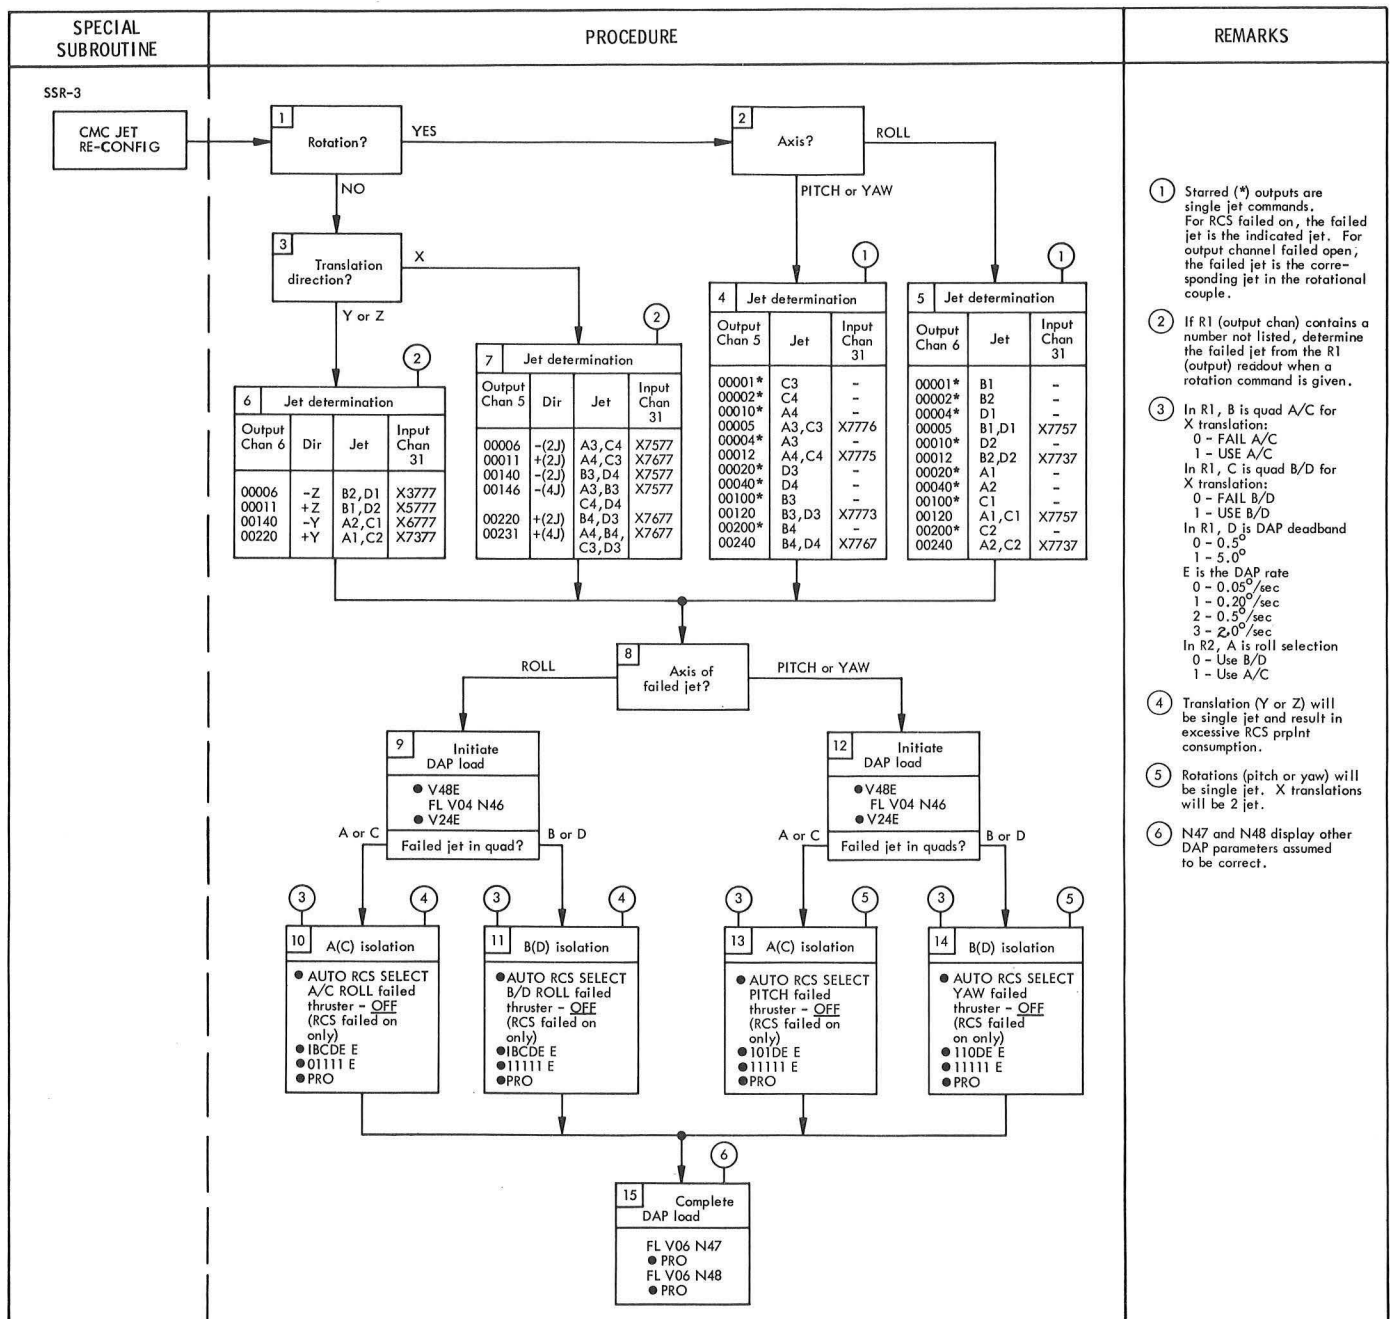 SPECIAL
SUBROUTINE
PROCEDURE
REMARKS
SSR-3
CMC JET
RE-CONFIG
1
Rotation?
YES
NO
2
Axis?
ROLL
PITCH or YAW
3
Translation
direction?
X
Y or Z
2
6 Jet determination
Output Chan 6 Dir Jet Input Chan 31
00006 -Z B2,D1 X3777
00011 +Z B1,D2 X5777
00140 -Y A2,C1 X6777
00220 +Y A1,C2 X7377
2
7 Jet determination
Output Chan 5 Dir Jet Input Chan 31
00006 -(2J) A3,C4 X7577
00011 +(2J) A4,C3 X7677
00140 -(2J) B3,D4 X7577
00146 -(4J) A3,B3 X7577
C4,D4
00220 +(2J) B4,D3 X7677
00231 +(4J) A4,B4, X7677
C3,D3
1
4 Jet determination
Output Chan 5 Jet Input Chan 31
00001* C3 -
00002* C4 -
00010* A4 -
00005 A3,C3 X7776
00004* A3 -
00012 A4,C4 X7775
00020* D3 -
00040* D4 -
00100* B3 -
00120 B3,D3 X7773
00200* B4 -
00240 B4,D4 X7767
1
5 Jet determination
Output Chan 6 Jet Input Chan 31
00001* B1 -
00002* B2 -
00004* D1 -
00005 B1,D1 X7757
00010* D2 -
00012 B2,D2 X7737
00020* A1 -
00040* A2 -
00100* C1 -
00120 A1,C1 X7757
00200* C2 -
00240 A2,C2 X7737
8
Axis of
failed jet?
ROLL
PITCH or YAW
9
Initiate
DAP load
● V48E
FL V04 N46
● V24E
Failed jet in quad?
A or C
B or D
12
Initiate
DAP load
● V48E
FL V04 N46
● V24E
Failed jet in quads?
A or C
B or D
3
4
10 A(C) isolation
● AUTO RCS SELECT
A/C ROLL failed
thruster - OFF
(RCS failed on
only)
● IBCDE E
● 01111 E
● PRO
3
4
11 B(D) isolation
● AUTO RCS SELECT
B/D ROLL failed
thruster - OFF
(RCS failed on
only)
● IBCDE E
● 11111 E
● PRO
3
5
13 A(C) isolation
● AUTO RCS SELECT
PITCH failed
thruster - OFF
(RCS failed on
only)
● 101DE E
● 11111 E
● PRO
3
5
14 B(D) isolation
● AUTO RCS SELECT
YAW failed
thruster - OFF
(RCS failed
on only)
● 110DE E
● 11111 E
● PRO
6
15 Complete
DAP load
FL V06 N47
● PRO
FL V06 N48
● PRO
1 Starred (*) outputs are
single jet commands.
For RCS failed on, the failed
jet is the indicated jet. For
output channel failed open,
the failed jet is the corre-
sponding jet in the rotational
couple.
2 If R1 (output chan) contains a
number not listed, determine
the failed jet from the R1
(output) readout when a
rotation command is given.
3 In R1, B is quad A/C for
X translation:
0 - FAIL A/C
1 - USE A/C
In R1, C is quad B/D for
X translation:
0 - FAIL B/D
1 - USE B/D
In R1, D is DAP deadband
0 - 0.5°
1 - 5.0°
E is the DAP rate
0 - 0.05°/sec
1 - 0.20°/sec
2 - 0.5°/sec
3 - 2.0°/sec
In R2, A is roll selection
0 - Use B/D
1 - Use A/C
4 Translation (Y or Z) will
be single jet and result in
excessive RCS prplnt
consumption.
5 Rotations (pitch or yaw) will
be single jet. X translations
will be 2 jet.
6 N47 and N48 display other
DAP parameters assumed
to be correct.